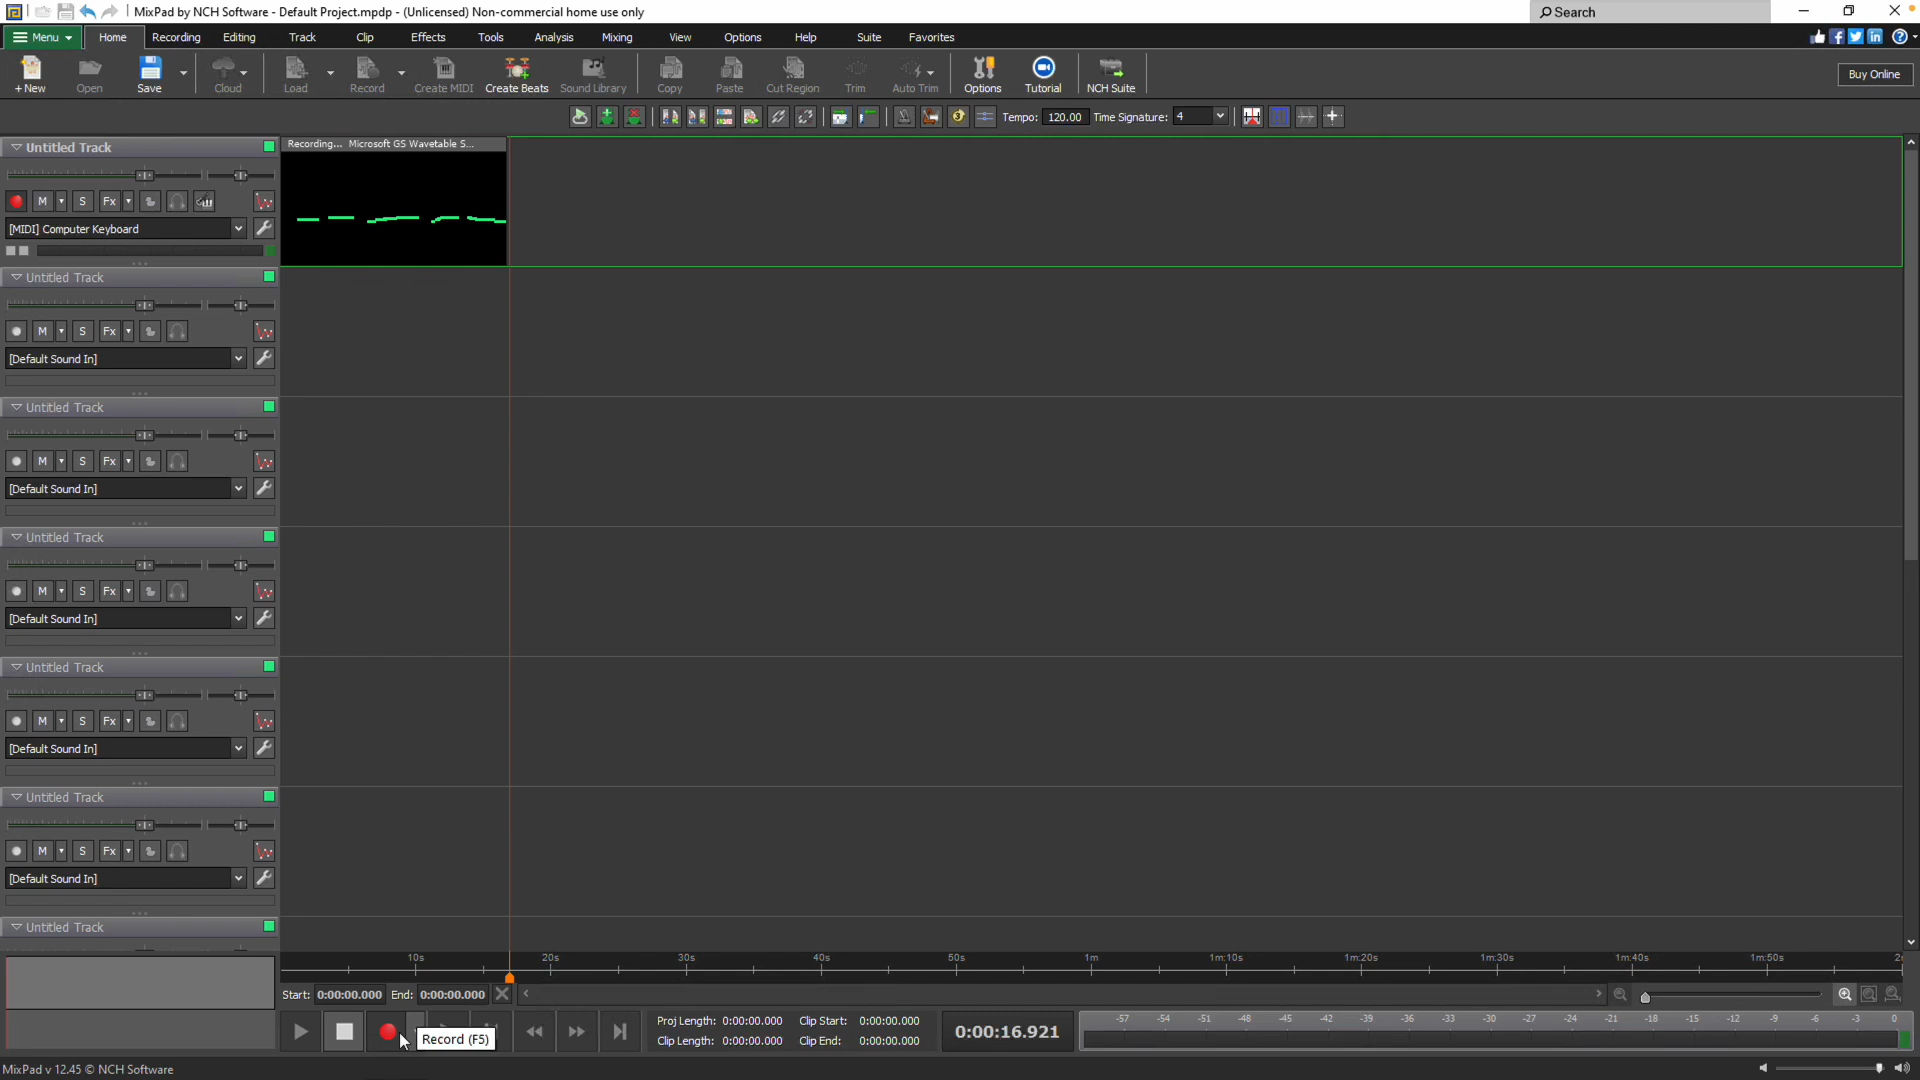 MixPad by NCH Software - Default Project.mpdp - (Unlicensed) Non-commercial home use only
Search
Menu Home Recording Editing Track Clip Effects Tools Analysis Mixing View Options Help Suite Favorites
+ New Open Save Cloud Load Record Create MIDI Create Beats Sound Library Copy Paste Cut Region Trim Auto Trim Options Tutorial NCH Suite Buy Online
Tempo: 120.00 Time Signature: 4
Untitled Track
Recording... Microsoft GS Wavetable S...
M S Fx
[MIDI] Computer Keyboard
Untitled Track
M S Fx
[Default Sound In]
Untitled Track
M S Fx
[Default Sound In]
Untitled Track
M S Fx
[Default Sound In]
Untitled Track
M S Fx
[Default Sound In]
Untitled Track
M S Fx
[Default Sound In]
Untitled Track
10s 20s 30s 40s 50s 1m 1m:10s 1m:20s 1m:30s 1m:40s 1m:50s
Start: 0:00:00.000 End: 0:00:00.000
Record (F5)
Proj Length: 0:00:00.000 Clip Start: 0:00:00.000
Clip Length: 0:00:00.000 Clip End: 0:00:00.000
0:00:16.921
-57 -54 -51 -48 -45 -42 -39 -36 -33 -30 -27 -24 -21 -18 -15 -12 -9 -6 -3 0
MixPad v 12.45 © NCH Software